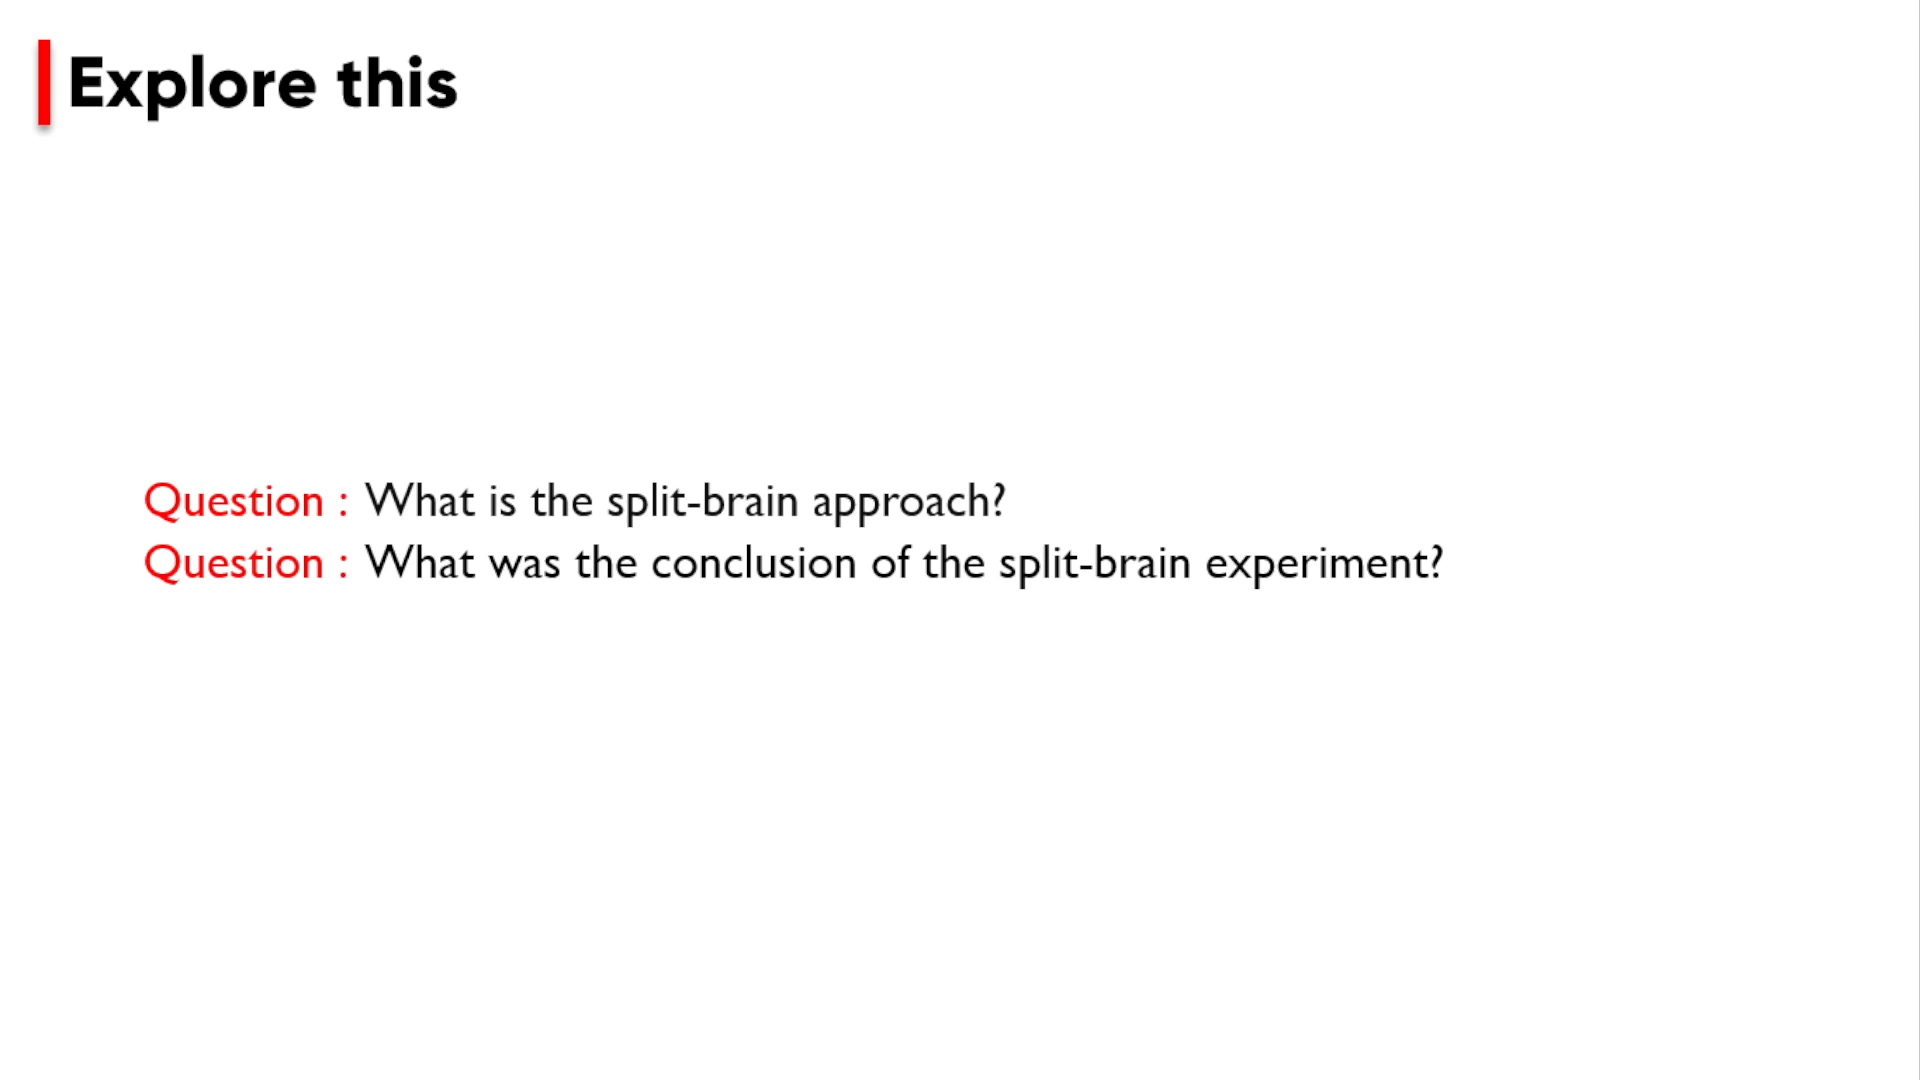 Explore this
Question : What is the split-brain approach?
Question : What was the conclusion of the split-brain experiment?